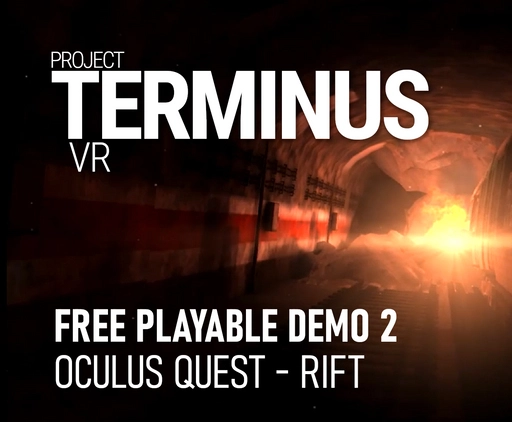 PROJECT
TERMINUS
VR
FREE PLAYABLE DEMO 2
OCULUS QUEST - RIFT